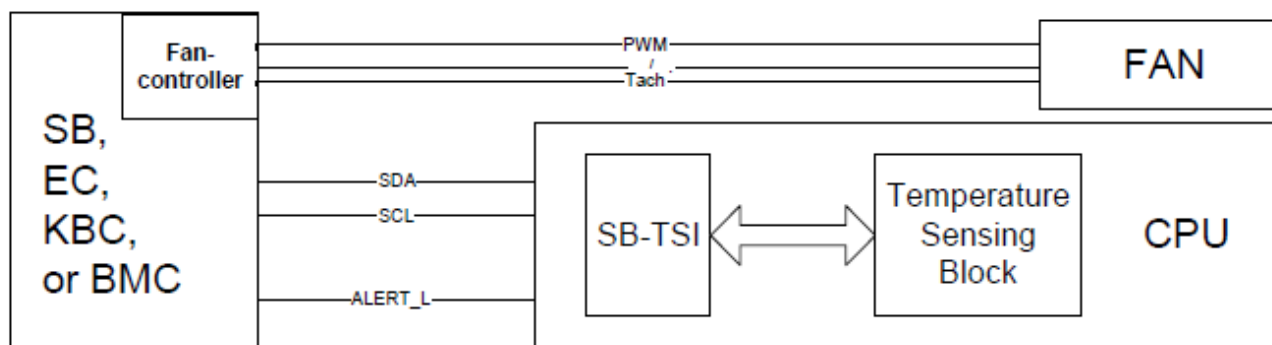 Fan-
controller
SB,
EC,
KBC,
or BMC
PWM
/
Tach
FAN
SDA
SCL
ALERT_L
SB-TSI
Temperature
Sensing
Block
CPU